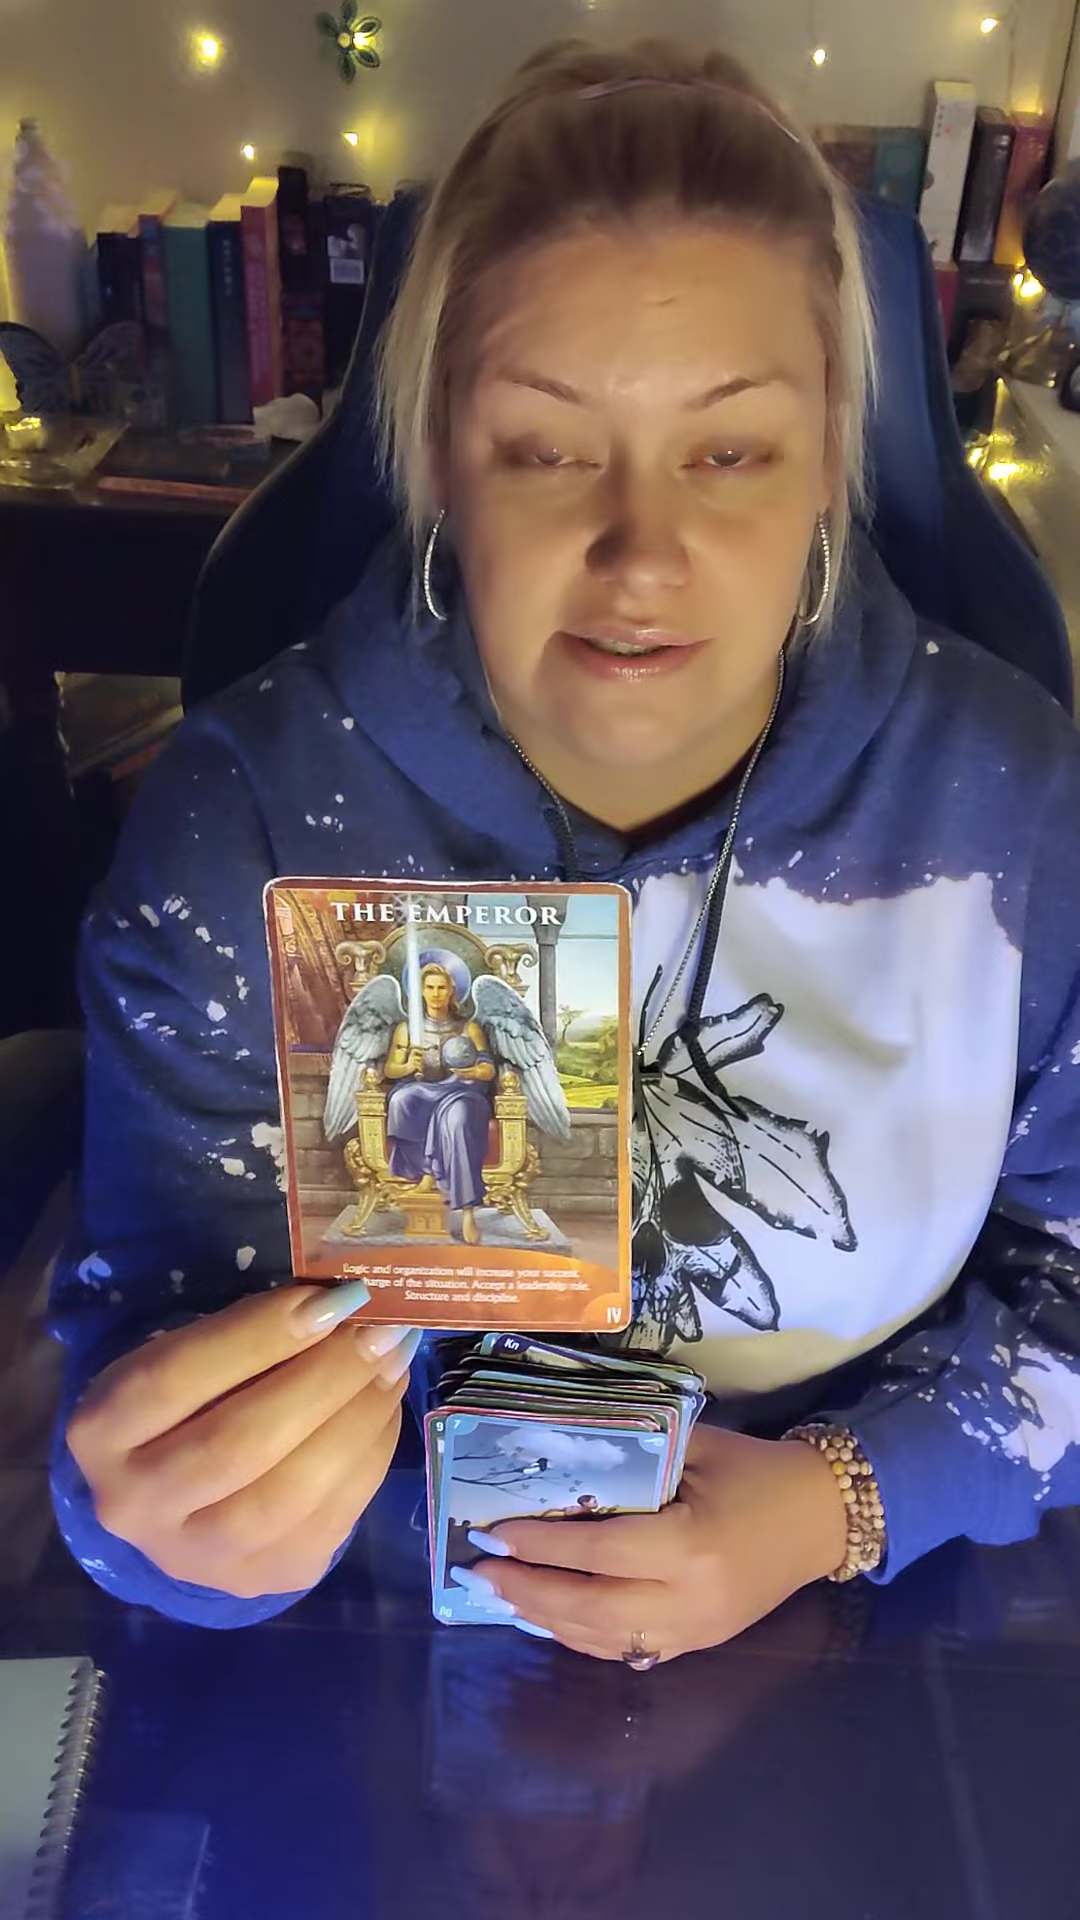 THE EMPEROR
Logic and organization will increase your success.
charge of the situation. Accept a leadership role.
Structure and discipline.
IV
Kn
9 7